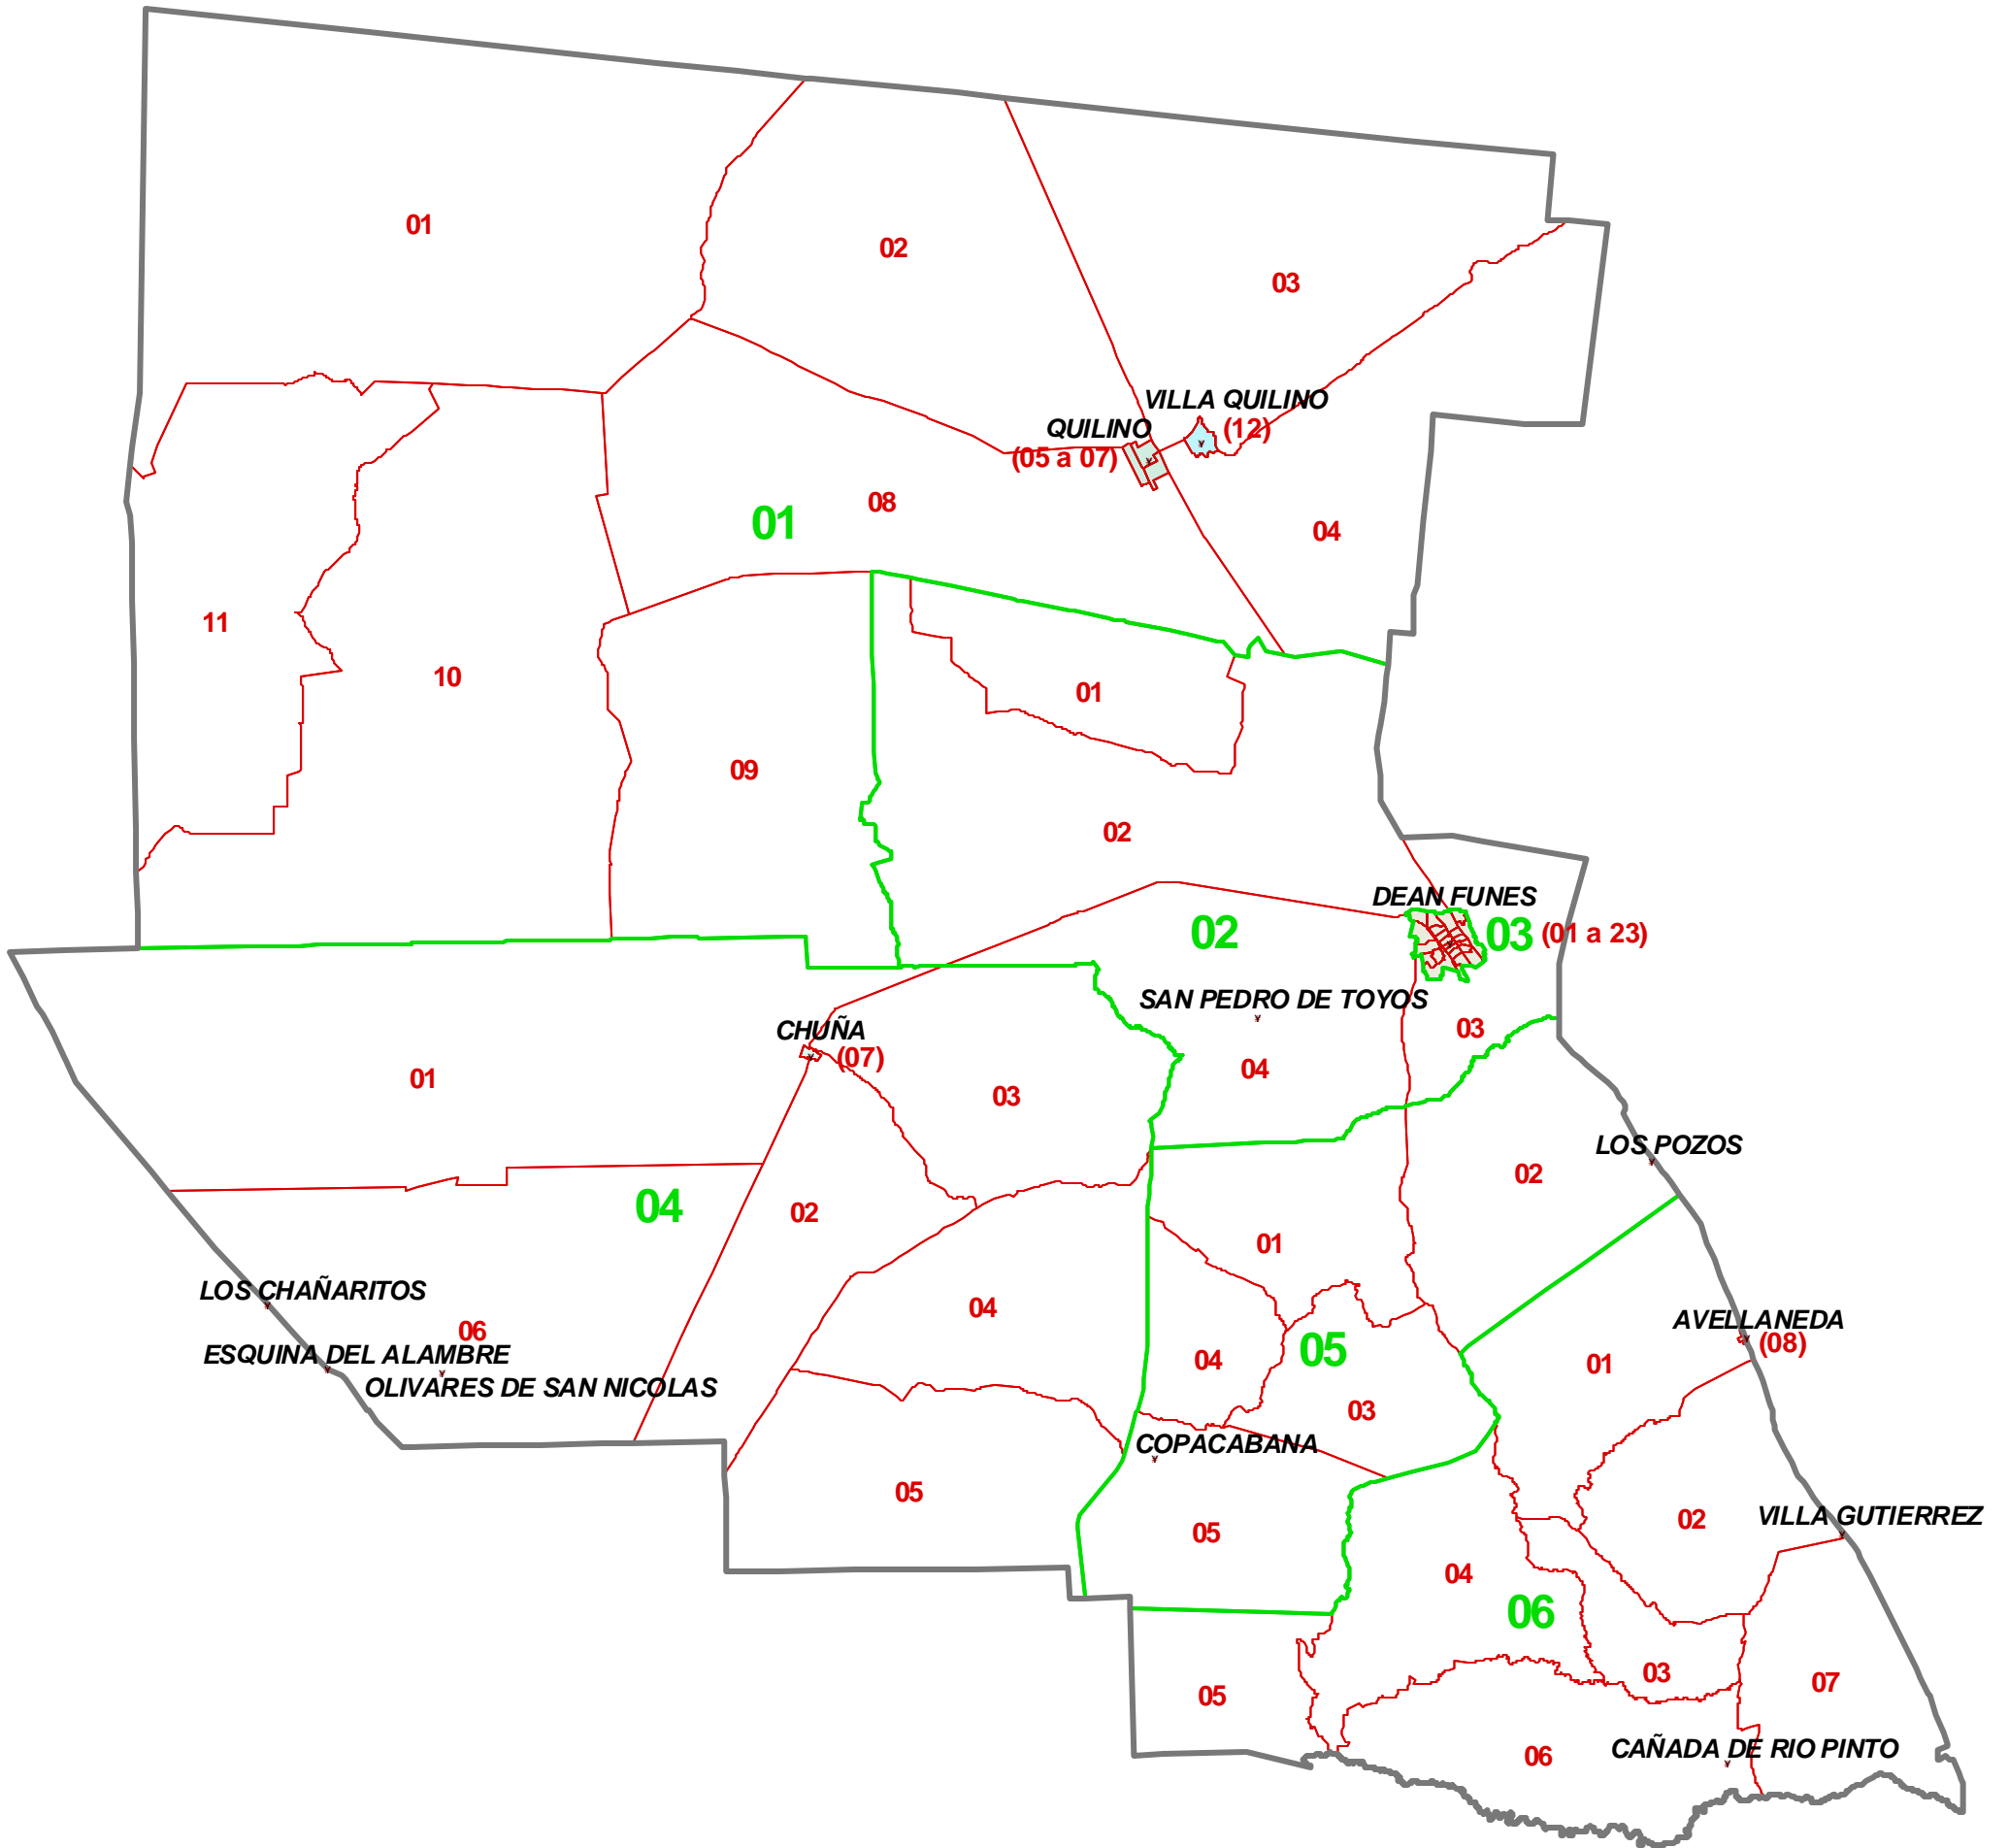 01
02
03
VILLA QUILINO
(12)
QUILINO
(05 a 07)
08
01
04
11
10
01
09
02
DEAN FUNES
02
03 (01 a 23)
SAN PEDRO DE TOYOS
03
CHUÑA
(07)
04
01
03
LOS POZOS
02
04
02
01
LOS CHAÑARITOS
04
06
AVELLANEDA
(08)
ESQUINA DEL ALAMBRE
04
05
01
OLIVARES DE SAN NICOLAS
03
COPACABANA
05
02
VILLA GUTIERREZ
05
04
06
03
07
05
06
CAÑADA DE RIO PINTO